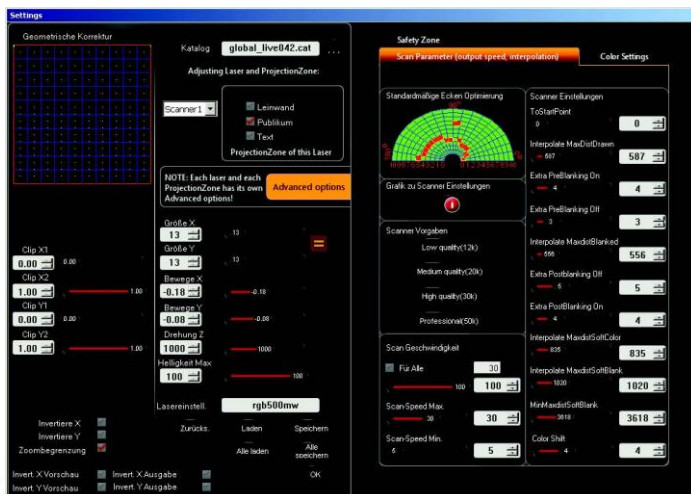 Settings
Geometrische Korrektur
Katalog
global_live042.cat
...
Adjusting Laser and ProjectionZone:
Scanner1
Leinwand
Publikum
Text
ProjectionZone of this Laser
NOTE: Each laser and each
ProjectionZone has its own
Advanced options!
Advanced options
Größe X
13
13
Größe Y
13
13
=
Bewege X
-0.18
-0.18
Bewege Y
-0.08
-0.08
Drehung Z
1000
1000
Helligkeit Max
100
100
Clip X1
0.00
0.00
Clip X2
1.00
1.00
Clip Y1
0.00
0.00
Clip Y2
1.00
1.00
Lasereinstell.
rgb500mw
Zurücks.
Laden
Speichern
Alle laden
Alle
speichern
OK
Invertiere X
Invertiere Y
Zoombegrenzung
Invert. X Vorschau
Invert. X Ausgabe
Invert. Y Vorschau
Invert. Y Ausgabe
Safety Zone
Scan Parameter (output speed, interpolation)
Color Settings
Standardmäßige Ecken Optimierung
90°
Grafik zu Scanner Einstellungen
Scanner Vorgaben
Low quality(12k)
Medium quality(20k)
High quality(30k)
Professional(50k)
Scan Geschwindigkeit
Für Alle
30
100
100
Scan-Speed Max.
30
30
Scan-Speed Min.
5
5
Scanner Einstellungen
ToStartPoint
0
0
Interpolate MaxDistDrawn
587
587
Extra PreBlanking On
4
4
Extra PreBlanking Off
3
3
Interpolate MaxdistBlanked
556
556
Extra Postblanking Off
5
5
Extra PostBlanking On
4
4
Interpolate MaxdistSoftColor
835
835
Interpolate MaxdistSoftBlank
1020
1020
MinMaxdistSoftBlank
3618
3618
Color Shift
4
4